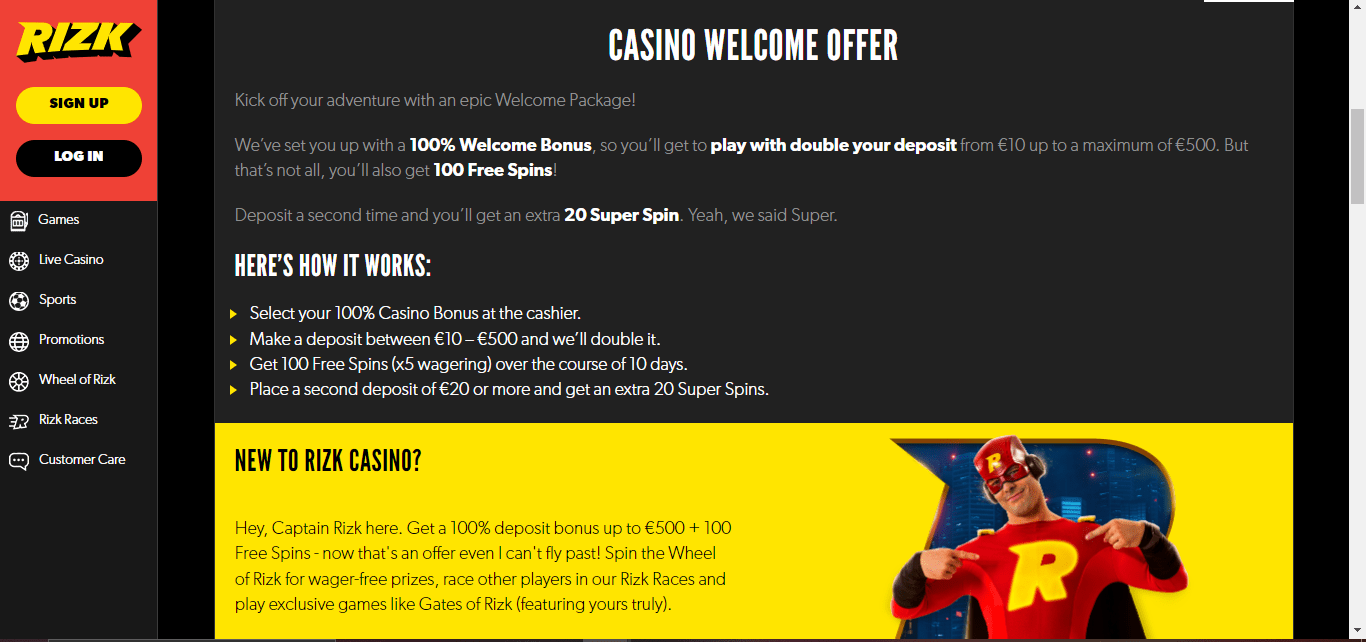 RIZK
SIGN UP
LOG IN
Games
Live Casino
Sports
Promotions
Wheel of Rizk
Rizk Races
Customer Care
CASINO WELCOME OFFER
Kick off your adventure with an epic Welcome Package!
We've set you up with a 100% Welcome Bonus, so you'll get to play with double your deposit from €10 up to a maximum of €500. But
that's not all, you'll also get 100 Free Spins!
Deposit a second time and you'll get an extra 20 Super Spin. Yeah, we said Super.
HERE'S HOW IT WORKS:
Select your 100% Casino Bonus at the cashier.
Make a deposit between €10 – €500 and we'll double it.
Get 100 Free Spins (x5 wagering) over the course of 10 days.
Place a second deposit of €20 or more and get an extra 20 Super Spins.
NEW TO RIZK CASINO?
Hey, Captain Rizk here. Get a 100% deposit bonus up to €500 + 100
Free Spins - now that's an offer even I can't fly past! Spin the Wheel
of Rizk for wager-free prizes, race other players in our Rizk Races and
play exclusive games like Gates of Rizk (featuring yours truly).
R
R